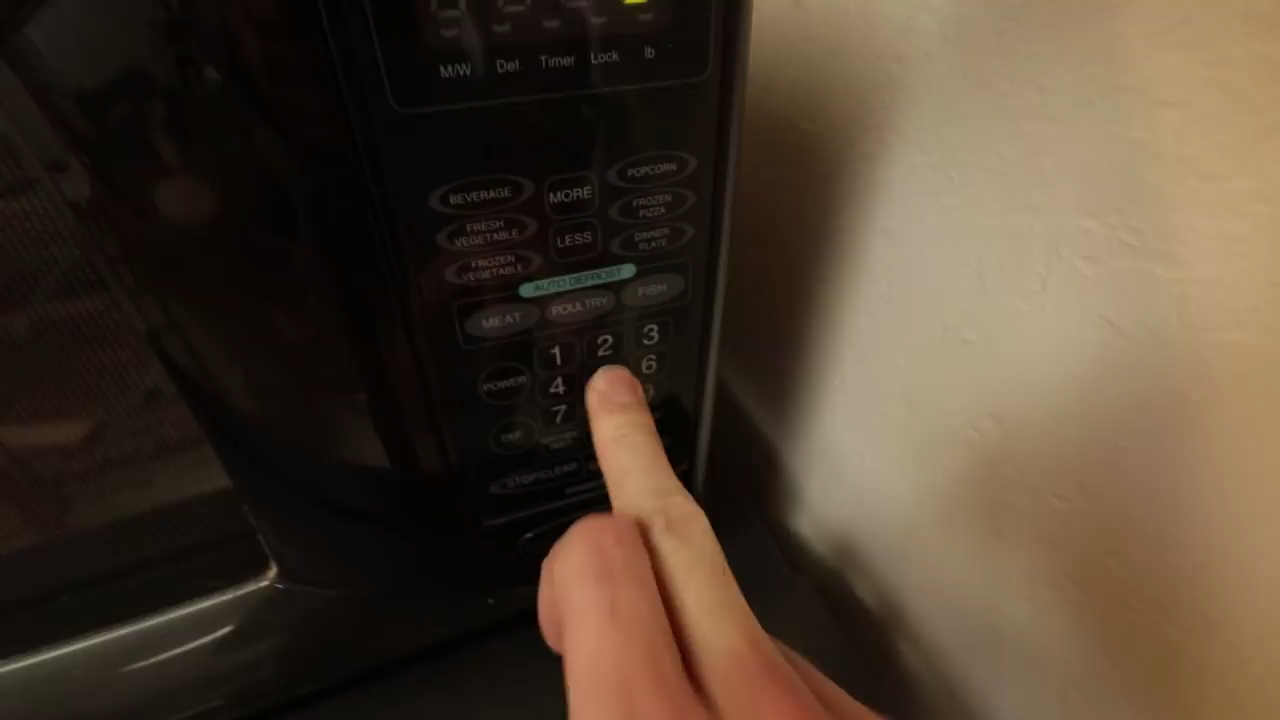 M/W Def. Timer Lock lb
BEVERAGE MORE POPCORN
FRESH VEGETABLE LESS FROZEN PIZZA
FROZEN VEGETABLE DINNER PLATE
AUTO DEFROST
MEAT POULTRY FISH
1 2 3
POWER 4 6
7
STOP/CLEAR